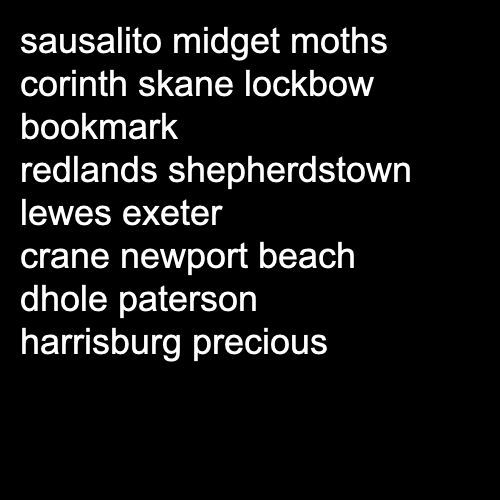 sausalito midget moths
corinth skane lockbow
bookmark
redlands shepherdstown
lewes exeter
crane newport beach
dhole paterson
harrisburg precious